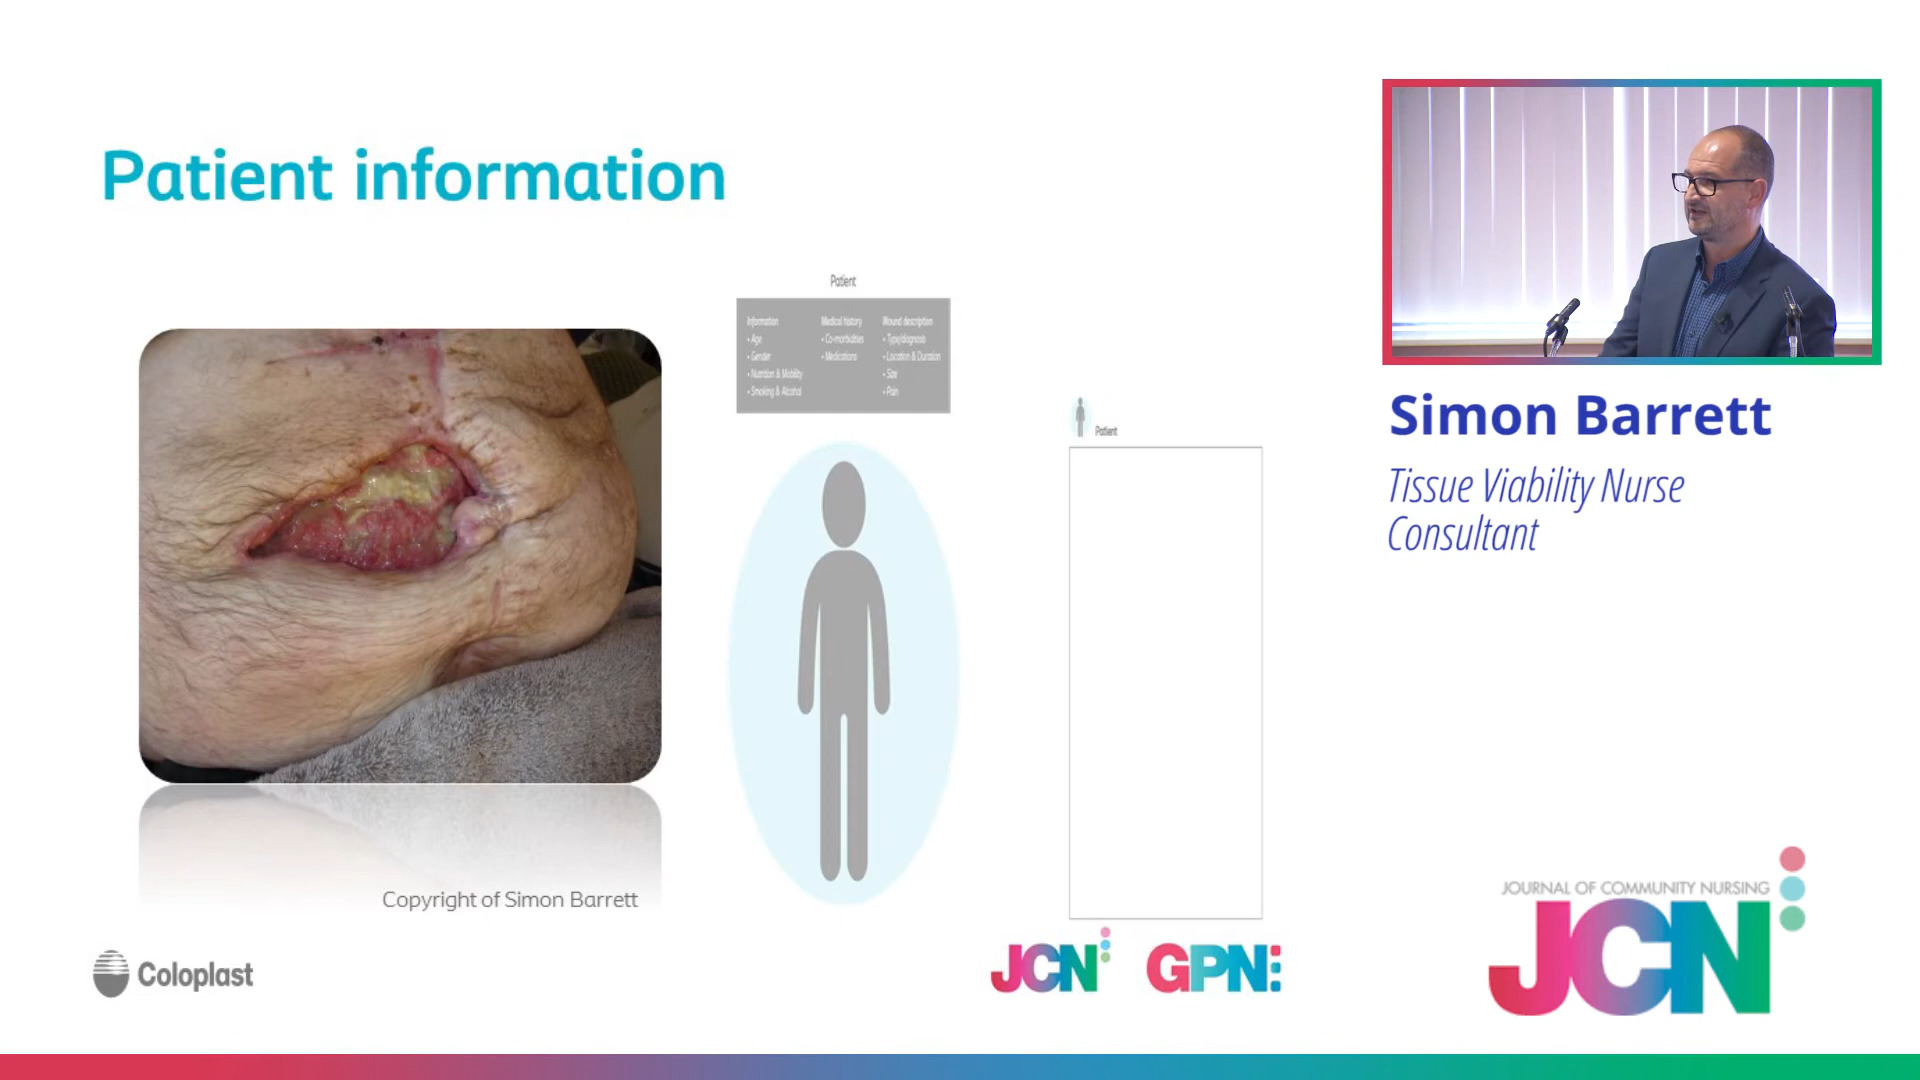 Patient information
Patient
Information
• Age
• Gender
• Nutrition & Mobility
• Smoking & Alcohol
Medical history
• Co-morbidities
• Medications
Wound description
• Type/diagnosis
• Location & Duration
• Size
• Pain
Patient
Copyright of Simon Barrett
Coloplast
JCN
GPN
Simon Barrett
Tissue Viability Nurse
Consultant
JOURNAL OF COMMUNITY NURSING
JCN